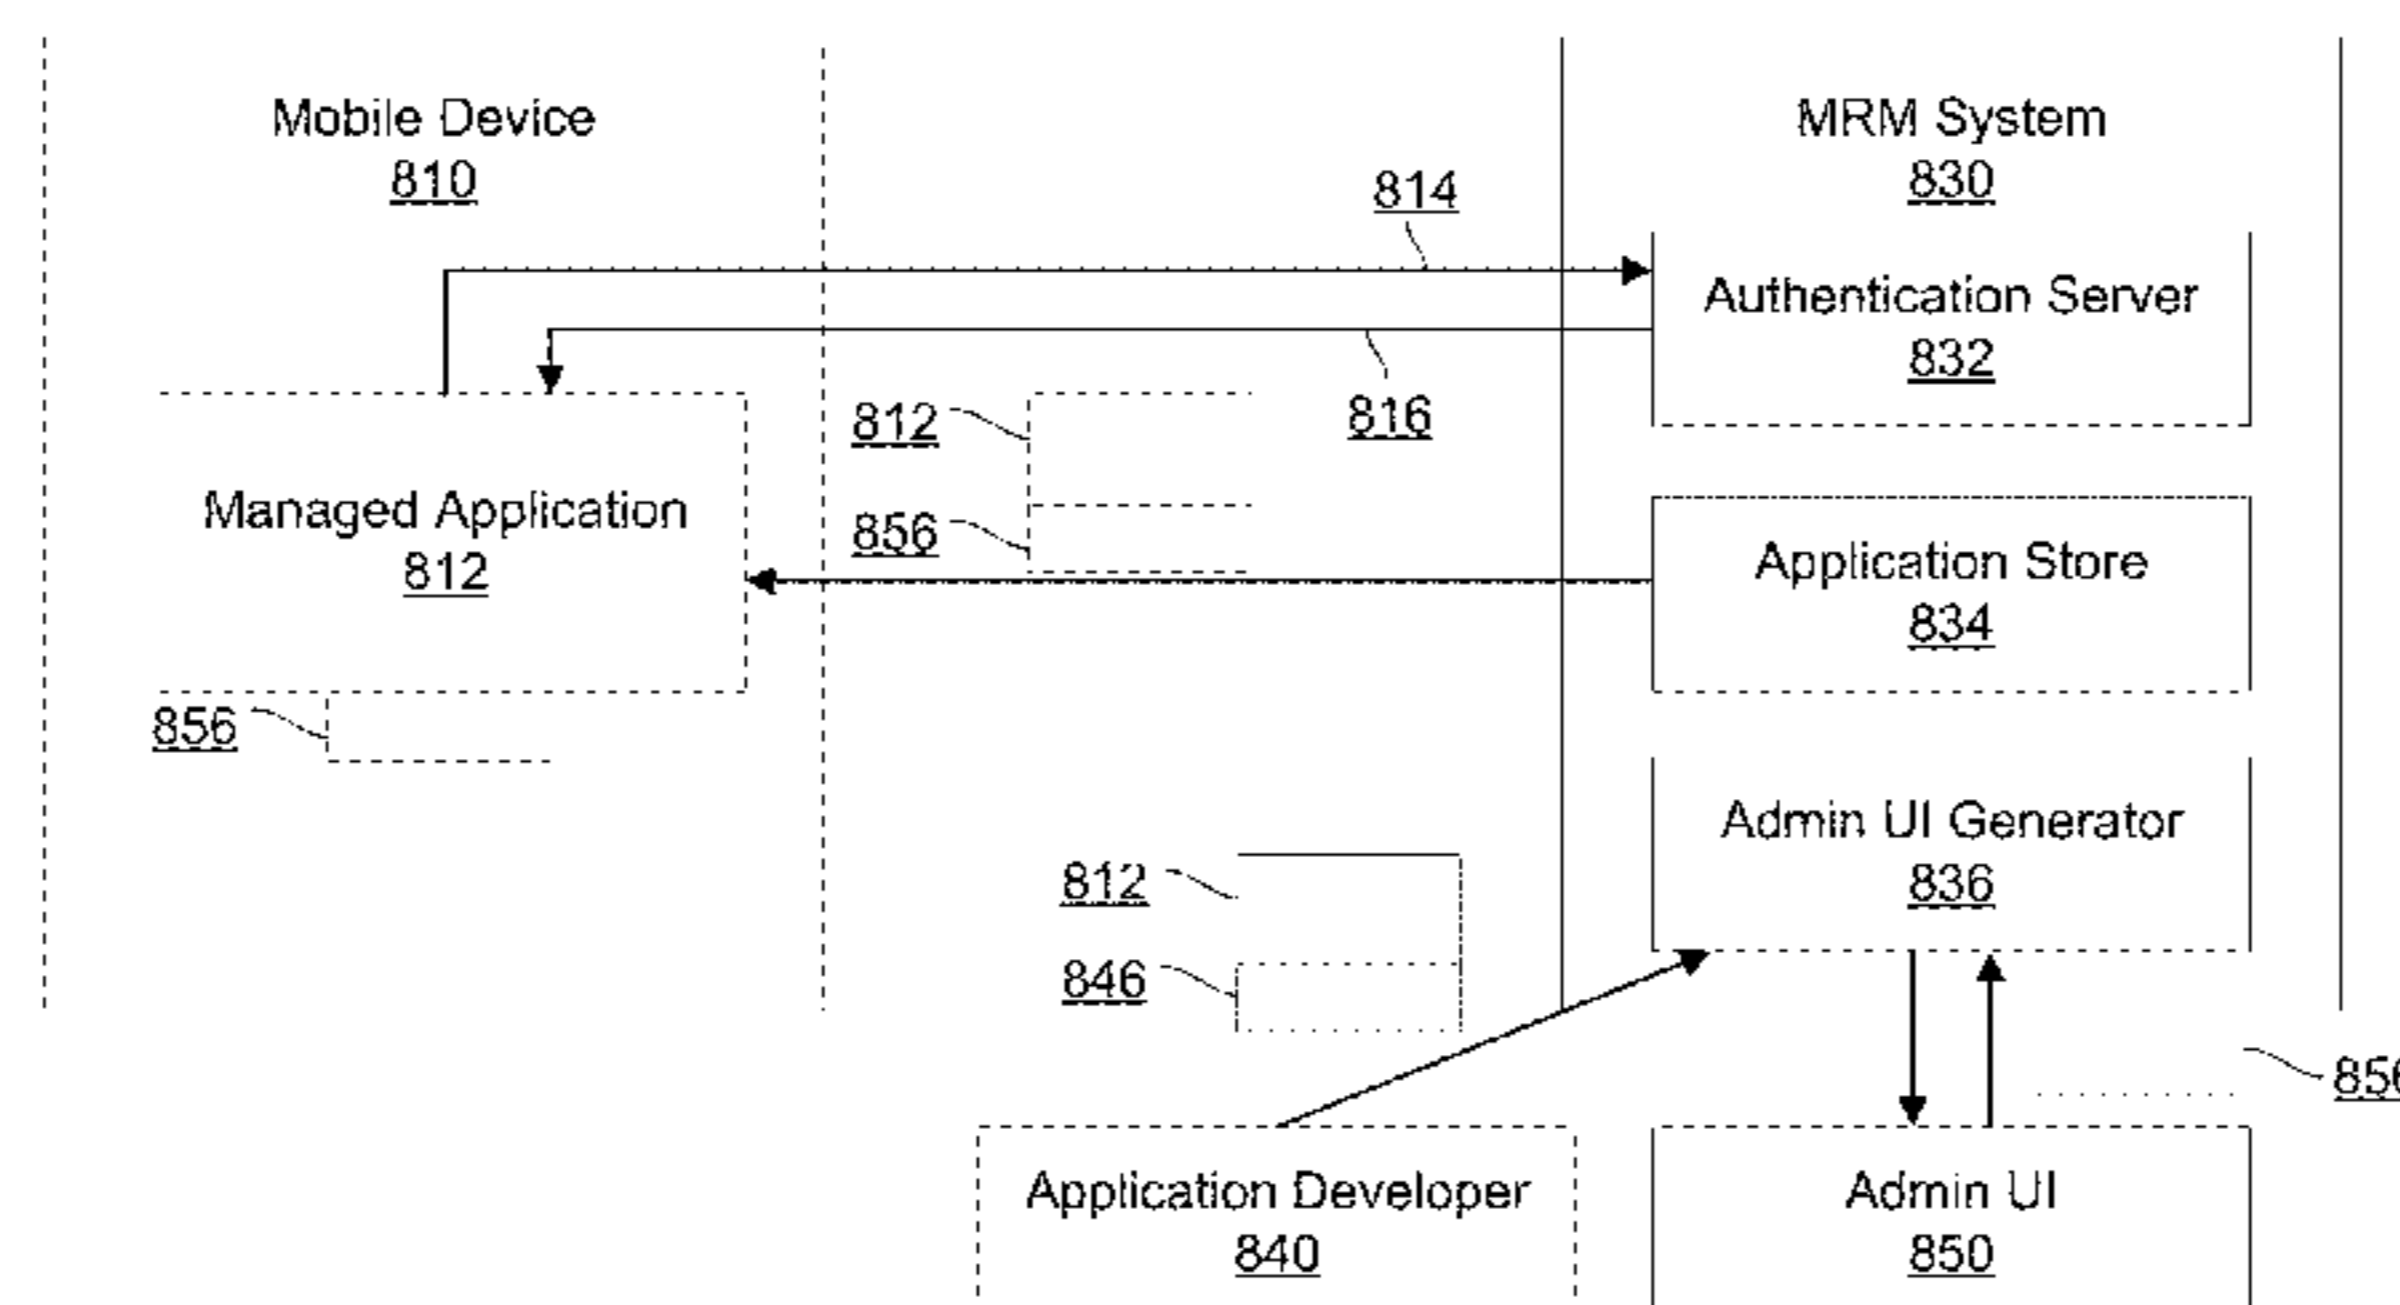 Mobile Device
810
MRM System
830
814
Authentication Server
832
816
812
856
Managed Application
812
Application Store
834
856
Admin UI Generator
836
812
846
856
Application Developer
840
Admin UI
850